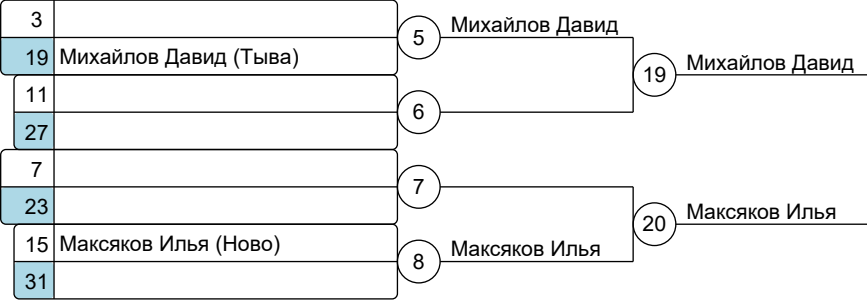 3
5 Михайлов Давид
19 Михайлов Давид (Тыва)
19 Михайлов Давид
11
6
27
7
7
23
20 Максяков Илья
15 Максяков Илья (Ново)
8 Максяков Илья
31